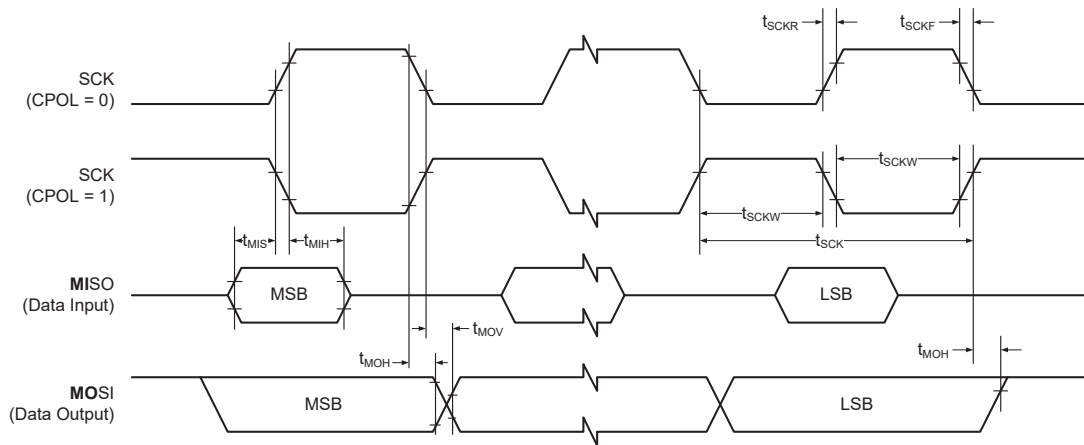 tSCKR
tSCKF
SCK
(CPOL = 0)
SCK
(CPOL = 1)
tSCKW
tSCKW
tMIS
tMIH
tSCK
MISO
(Data Input)
MSB
LSB
tMOV
tMOH
tMOH
MOSI
(Data Output)
MSB
LSB